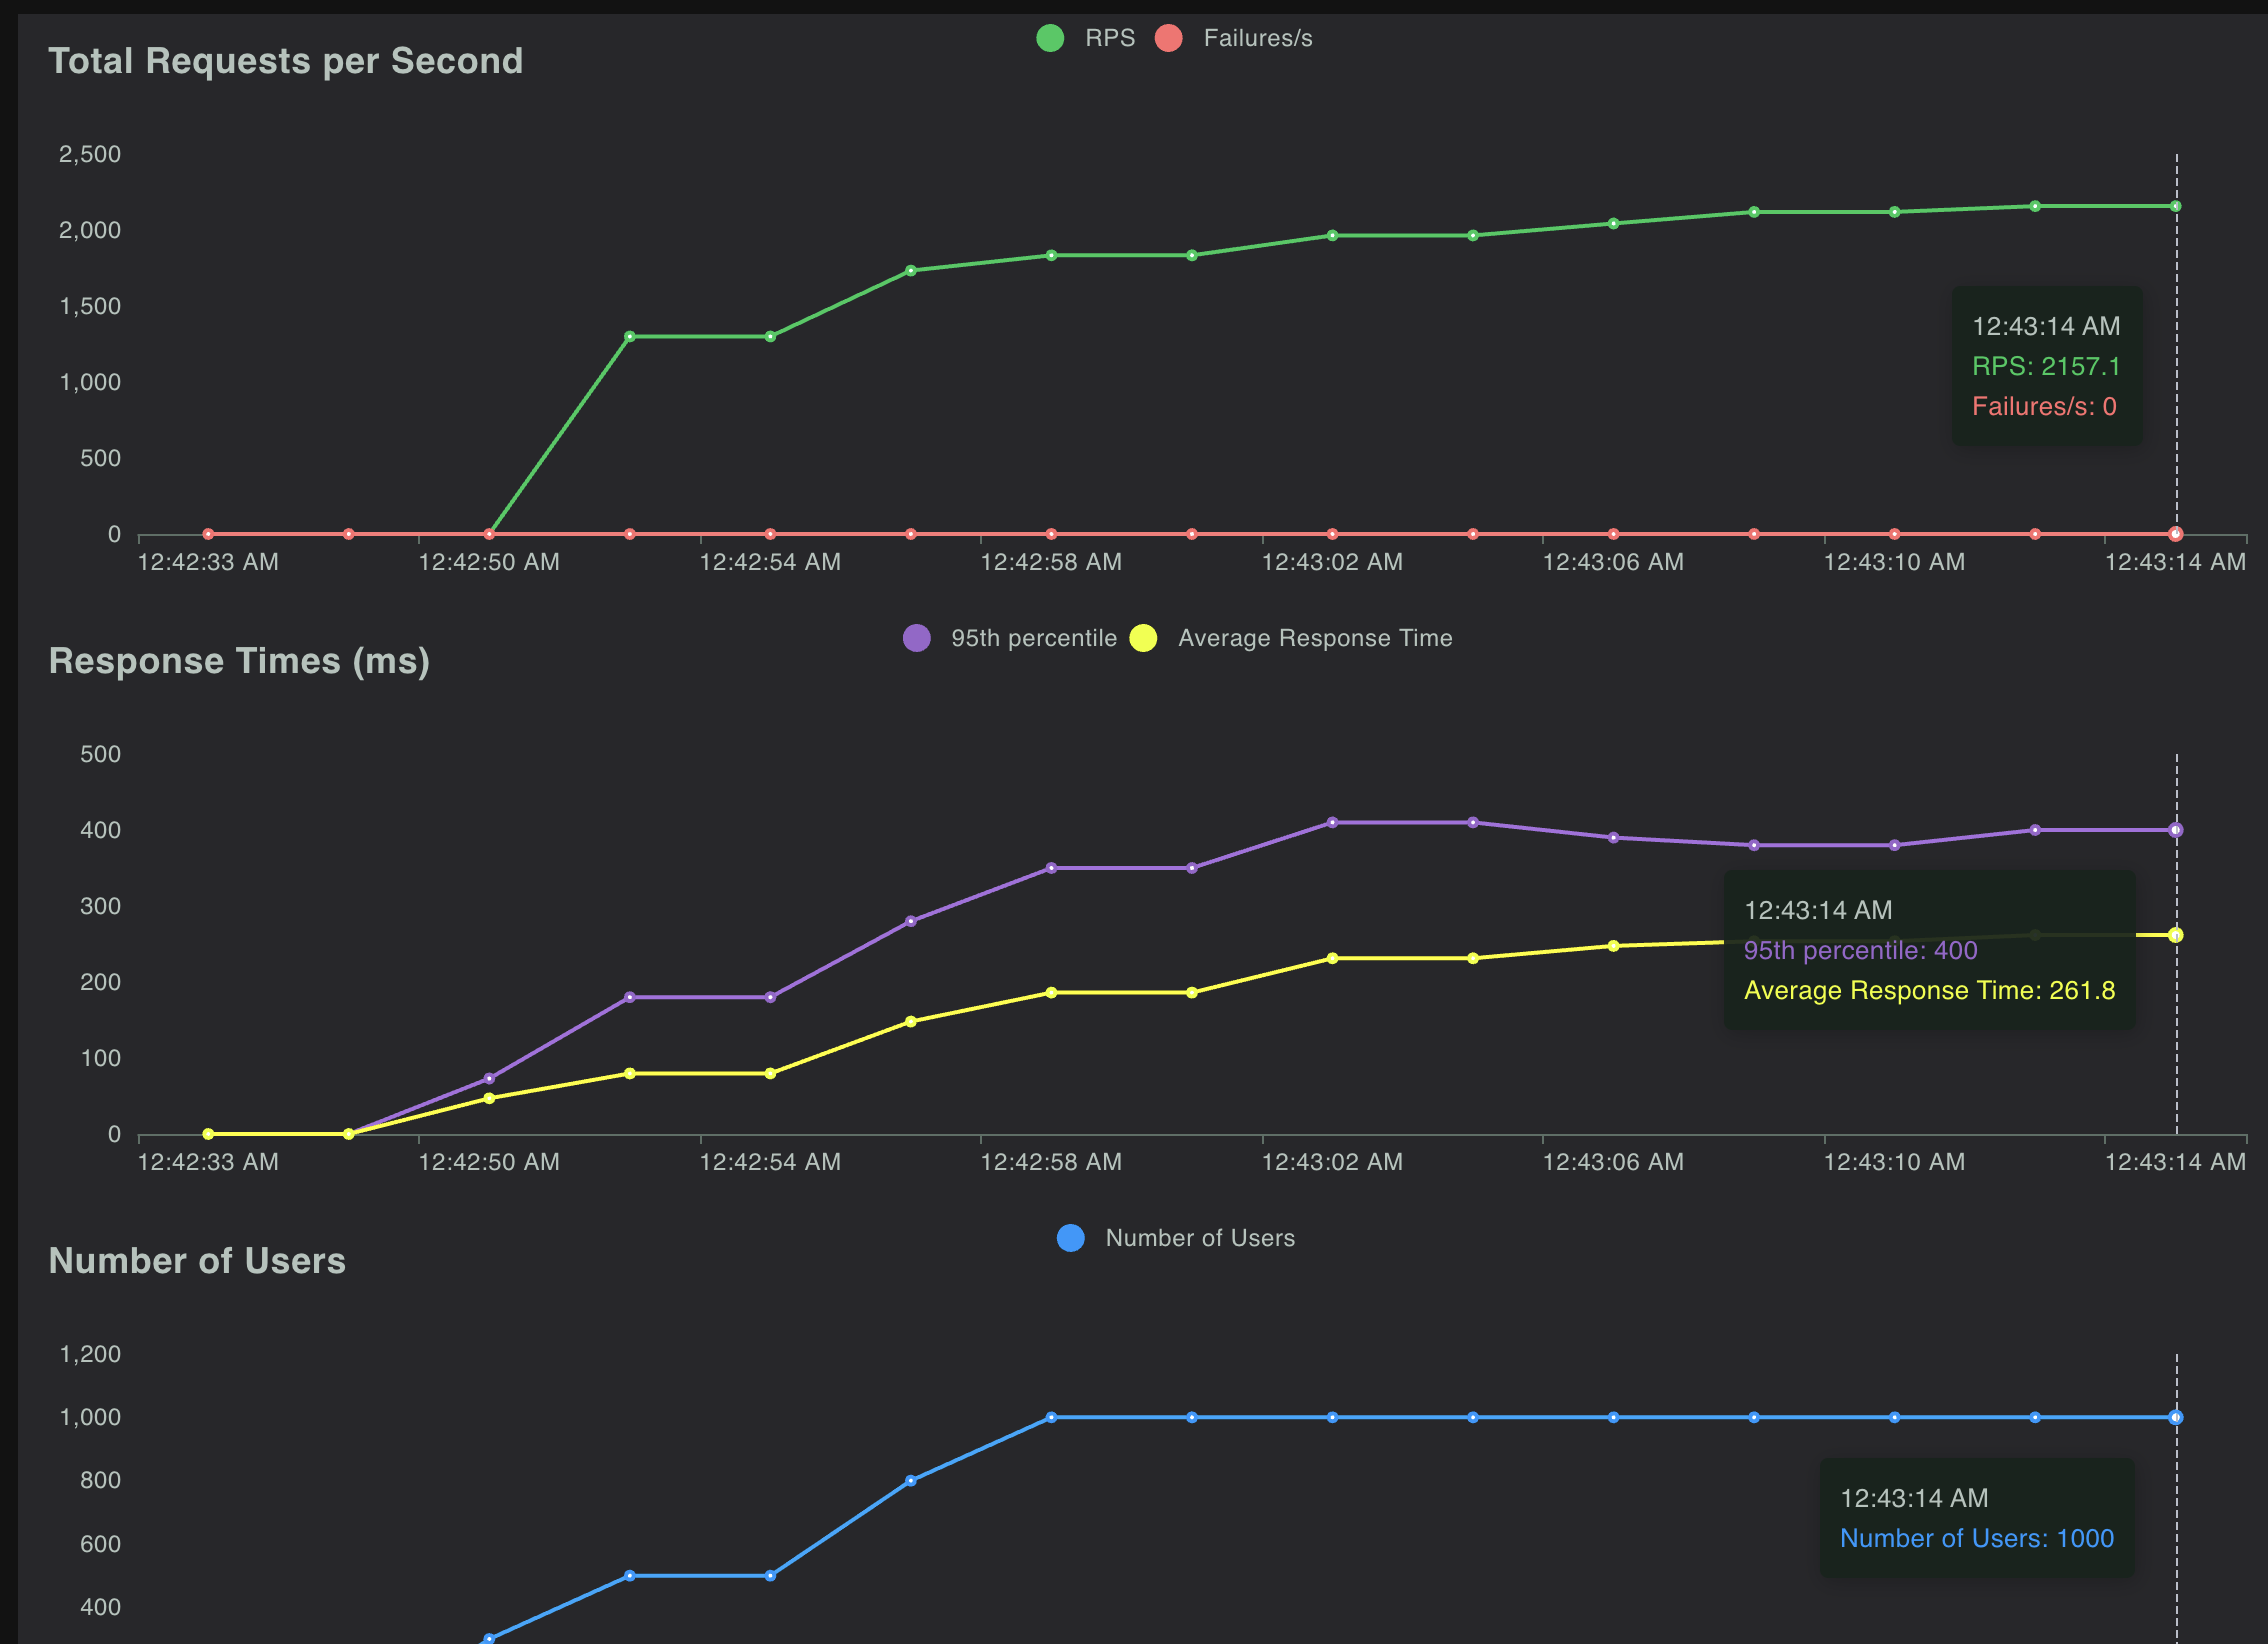 RPS Failures/s
Total Requests per Second
2,500
2,000
1,500
1,000
500
0
12:43:14 AM
RPS: 2157.1
Failures/s: 0
12:42:33 AM 12:42:50 AM 12:42:54 AM 12:42:58 AM 12:43:02 AM 12:43:06 AM 12:43:10 AM 12:43:14 AM
95th percentile Average Response Time
Response Times (ms)
500
400
300
200
100
0
12:43:14 AM
95th percentile: 400
Average Response Time: 261.8
12:42:33 AM 12:42:50 AM 12:42:54 AM 12:42:58 AM 12:43:02 AM 12:43:06 AM 12:43:10 AM 12:43:14 AM
Number of Users
Number of Users
1,200
1,000
800
600
400
12:43:14 AM
Number of Users: 1000